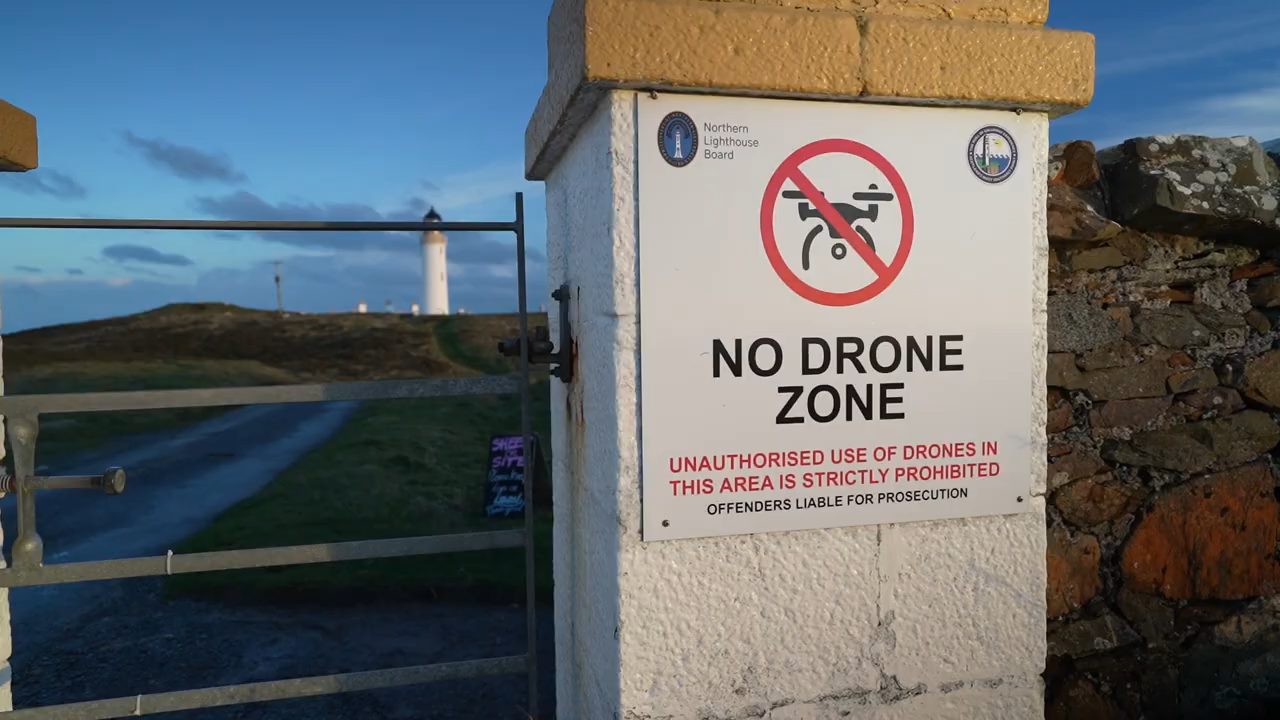 Northern
Lighthouse
Board
NO DRONE
ZONE
UNAUTHORISED USE OF DRONES IN
THIS AREA IS STRICTLY PROHIBITED
OFFENDERS LIABLE FOR PROSECUTION
SITE